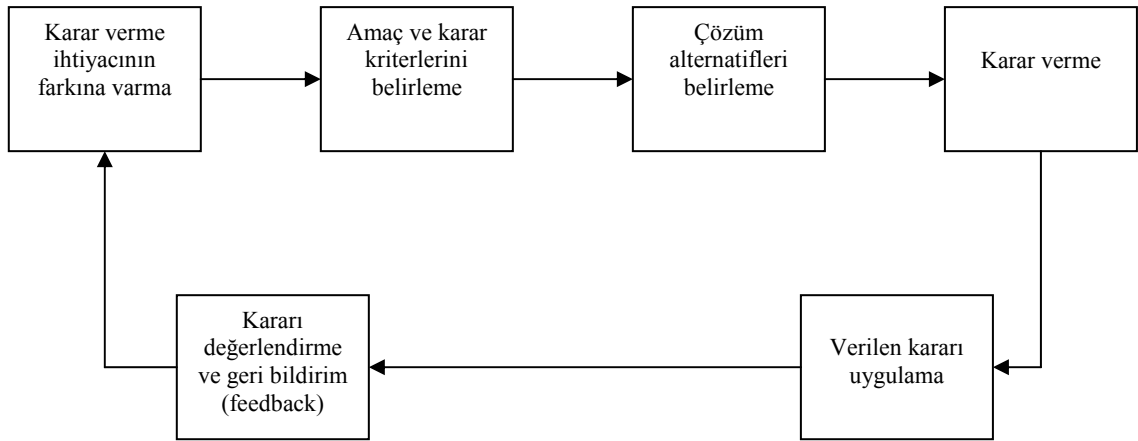 Karar verme
ihtiyacının
farkına varma
Amaç ve karar
kriterlerini
belirleme
Çözüm
alternatifleri
belirleme
Karar verme
Kararı
değerlendirme
ve geri bildirim
(feedback)
Verilen kararı
uygulama